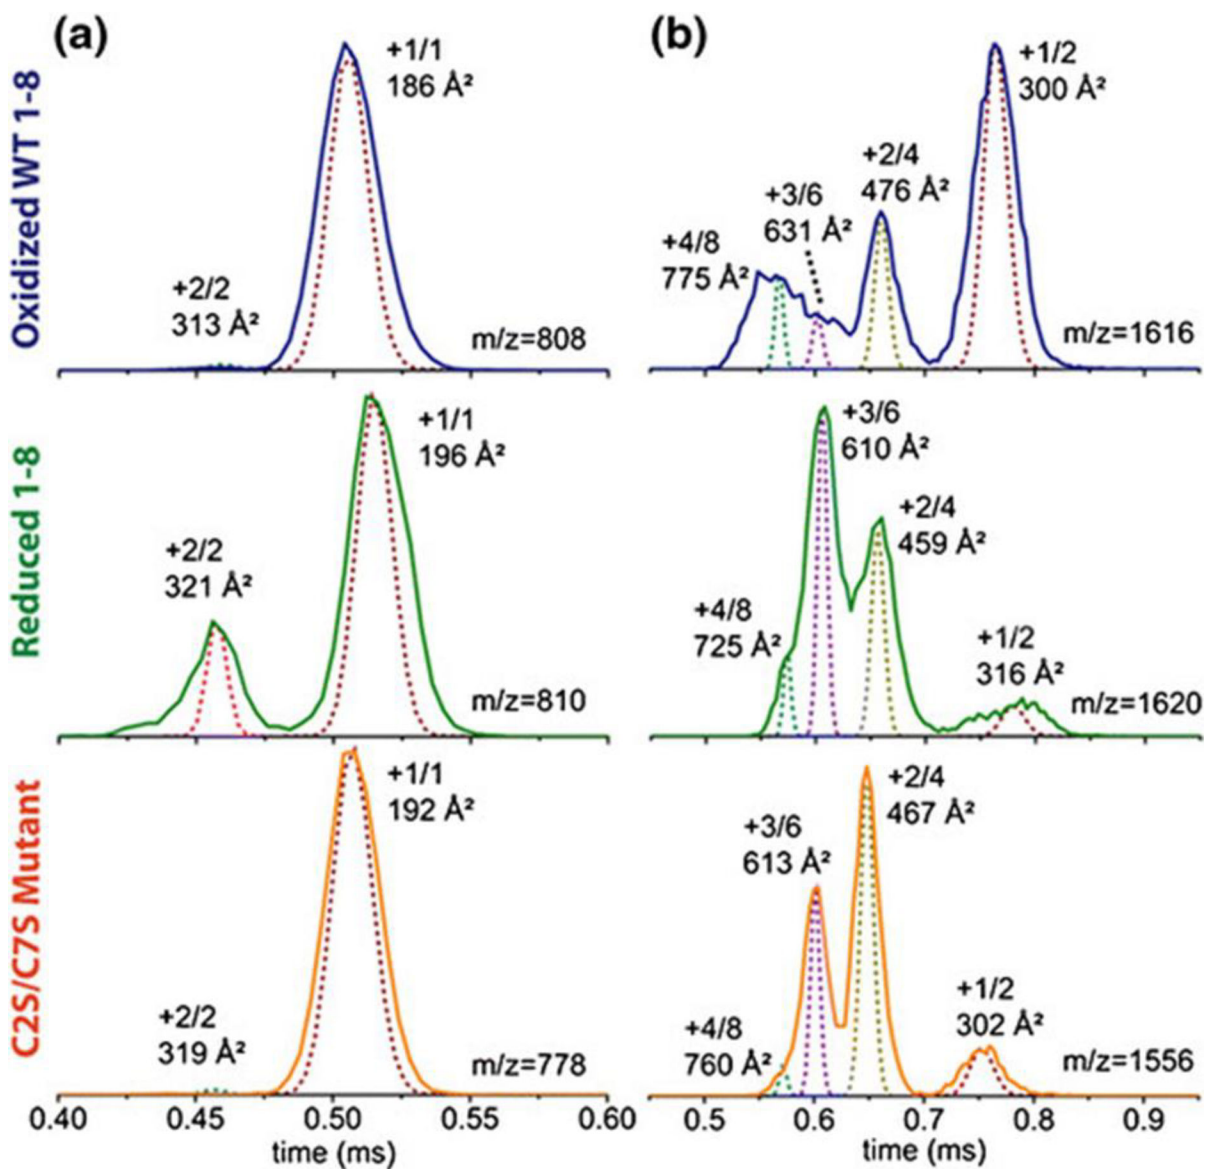 (a)
(b)
Oxidized WT 1-8
+1/1
186 Å²
+2/2
313 Å²
m/z=808
+1/2
300 Å²
+2/4
476 Å²
+3/6
631 Å²
+4/8
775 Å²
m/z=1616
Reduced 1-8
+1/1
196 Å²
+2/2
321 Å²
m/z=810
+3/6
610 Å²
+2/4
459 Å²
+4/8
725 Å²
+1/2
316 Å²
m/z=1620
C2S/C7S Mutant
+1/1
192 Å²
+2/2
319 Å²
m/z=778
+2/4
467 Å²
+3/6
613 Å²
+1/2
302 Å²
+4/8
760 Å²
m/z=1556
0.40 0.45 0.50 0.55 0.60
time (ms)
0.5 0.6 0.7 0.8 0.9
time (ms)